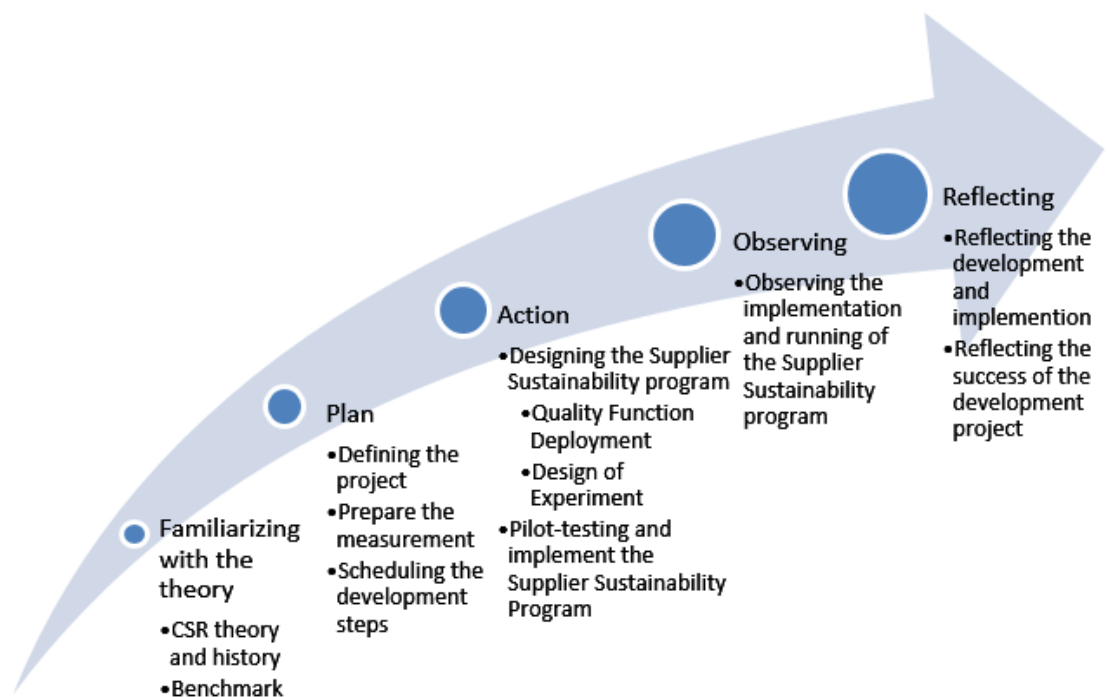 Familiarizing
with the
theory
•CSR theory
and history
•Benchmark
Plan
•Defining the
project
•Prepare the
measurement
•Scheduling the
development
steps
Action
•Designing the Supplier
Sustainability program
•Quality Function
Deployment
•Design of
Experiment
•Pilot-testing and
implement the
Supplier Sustainability
Program
Observing
•Observing the
implementation
and running of
the Supplier
Sustainability
program
Reflecting
•Reflecting the
development
and
implemention
•Reflecting the
success of the
development
project